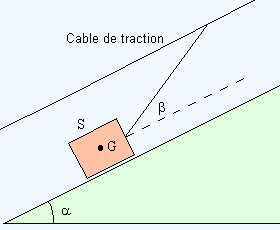 Cable de traction
β
S
G
α